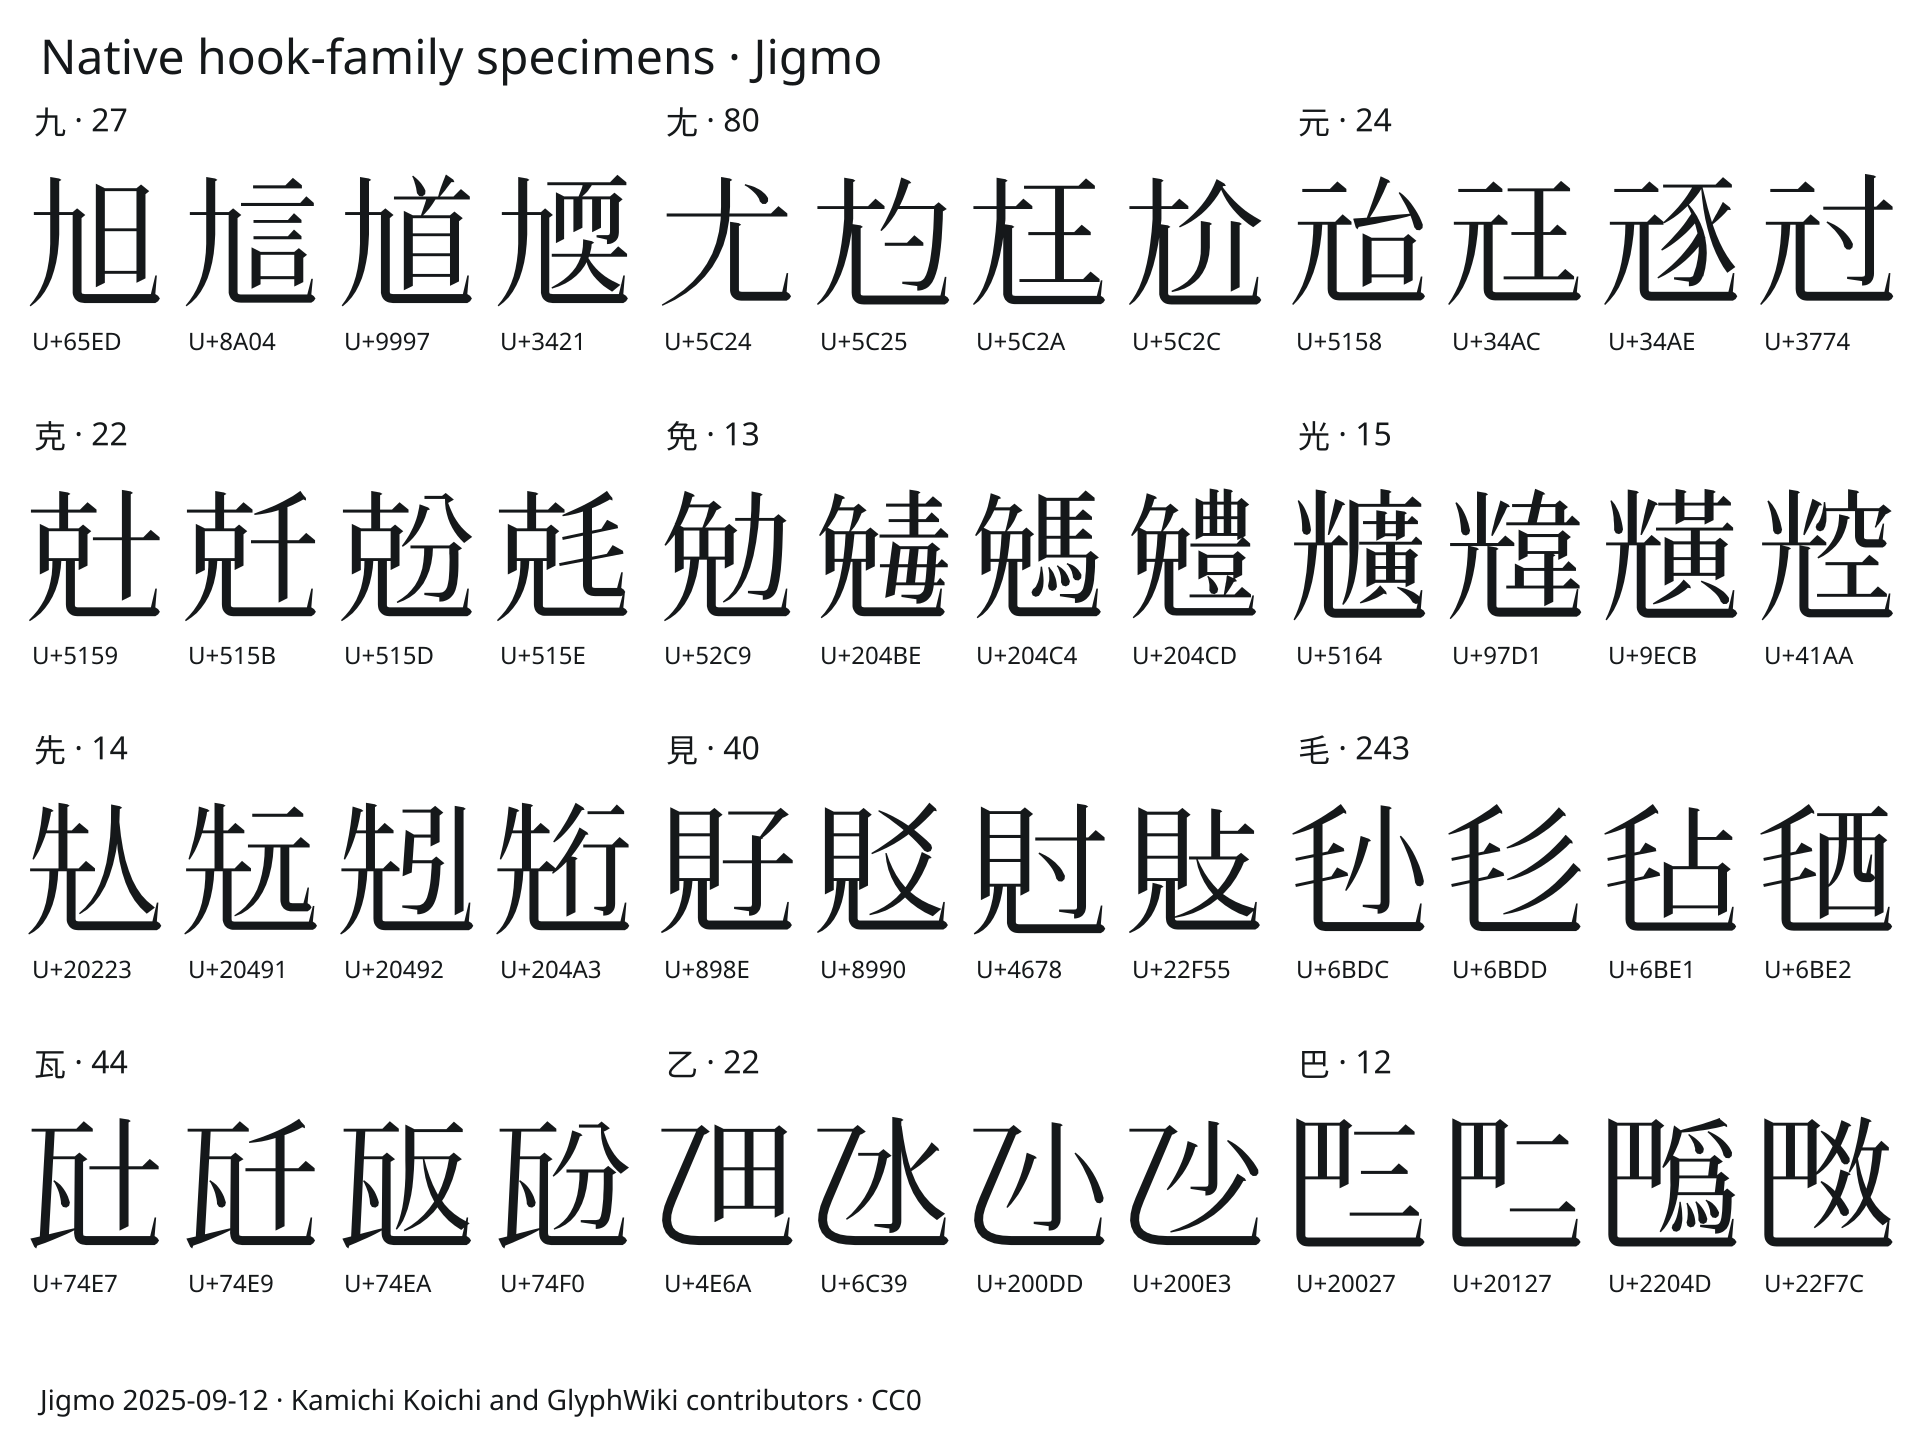 Native hook-family specimens · Jigmo
九 · 27
尢 · 80
元 · 24
旭 訄 馗 㐡 尤 尥 尪 尬 兘 㒬 㒮 㝴
U+65ED U+8A04 U+9997 U+3421 U+5C24 U+5C25 U+5C2A U+5C2C U+5158 U+34AC U+34AE U+3774
克 · 22
免 · 13
光 · 15
兙 兛 兝 兞 勉 𠒾 𠓄 𠓍 兤 韑 黋 䆪
U+5159 U+515B U+515D U+515E U+52C9 U+204BE U+204C4 U+204CD U+5164 U+97D1 U+9ECB U+41AA
先 · 14
見 · 40
毛 · 243
𠈣 𠒑 𠒒 𠒣 覎 覐 䙸 𢽕 毜 毝 毡 毢
U+20223 U+20491 U+20492 U+204A3 U+898E U+8990 U+4678 U+22F55 U+6BDC U+6BDD U+6BE1 U+6BE2
瓦 · 44
乙 · 22
巴 · 12
瓧 瓩 瓪 瓰 乪 氹 𠃝 𠃣 𠀧 𠄧 𢁍 𢽼
U+74E7 U+74E9 U+74EA U+74F0 U+4E6A U+6C39 U+200DD U+200E3 U+20027 U+20127 U+2204D U+22F7C
Jigmo 2025-09-12 · Kamichi Koichi and GlyphWiki contributors · CC0